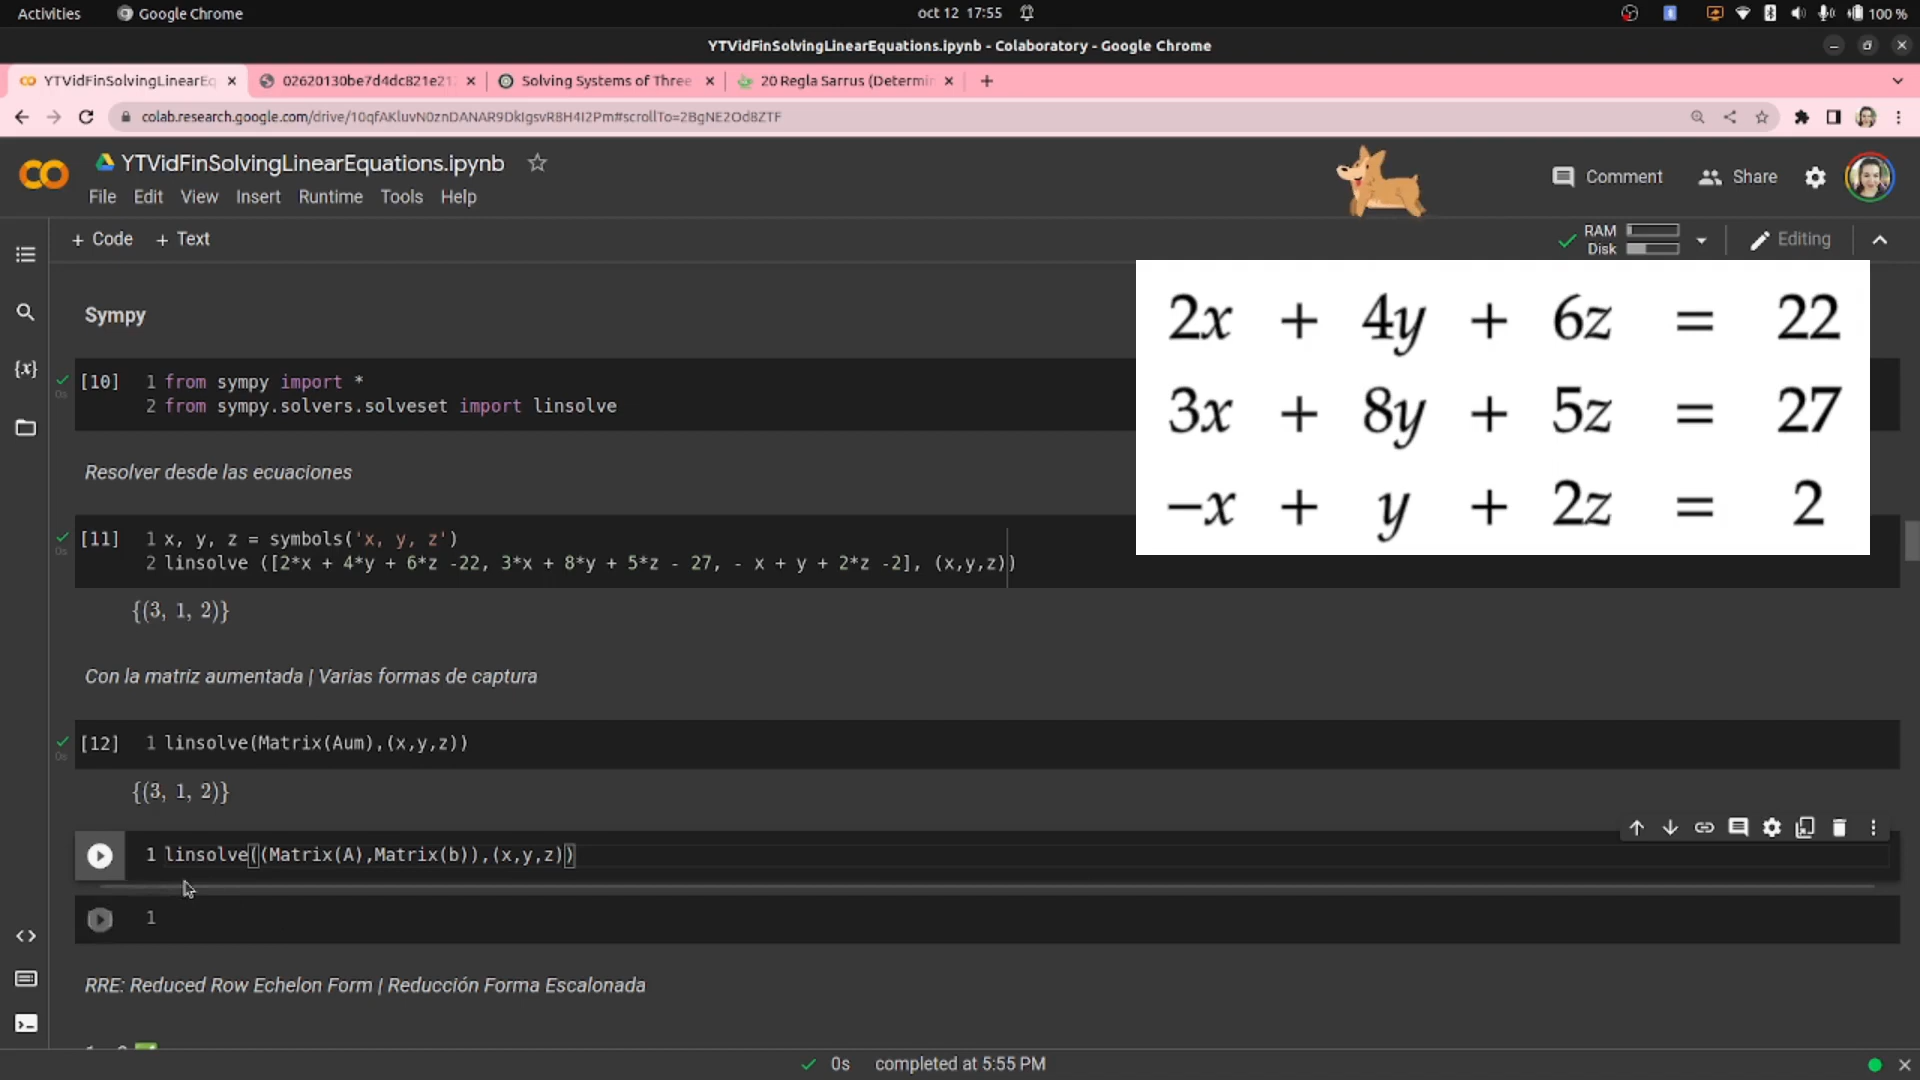 Activities
Google Chrome
oct 12 17:55
100 %
YTVidFinSolvingLinearEquations.ipynb - Colaboratory - Google Chrome
YTVidFinSolvingLinearEq
02620130be7d4dc821e21
Solving Systems of Three
20 Regla Sarrus (Determin
colab.research.google.com/drive/10qfAKluvN0znDANAR9DkIgsvR8H4I2Pm#scrollTo=2BgNE2Od8ZTF
YTVidFinSolvingLinearEquations.ipynb
Comment
Share
File Edit View Insert Runtime Tools Help
+ Code + Text
RAM
Disk
Editing
Sympy
2x + 4y + 6z = 22
3x + 8y + 5z = 27
−x + y + 2z = 2
[10] 1 from sympy import *
2 from sympy.solvers.solveset import linsolve
Resolver desde las ecuaciones
[11] 1 x, y, z = symbols('x, y, z')
2 linsolve ([2*x + 4*y + 6*z -22, 3*x + 8*y + 5*z - 27, - x + y + 2*z -2], (x,y,z))
{(3, 1, 2)}
Con la matriz aumentada | Varias formas de captura
[12] 1 linsolve(Matrix(Aum),(x,y,z))
{(3, 1, 2)}
1 linsolve((Matrix(A),Matrix(b)),(x,y,z))
1
RRE: Reduced Row Echelon Form | Reducción Forma Escalonada
0s completed at 5:55 PM